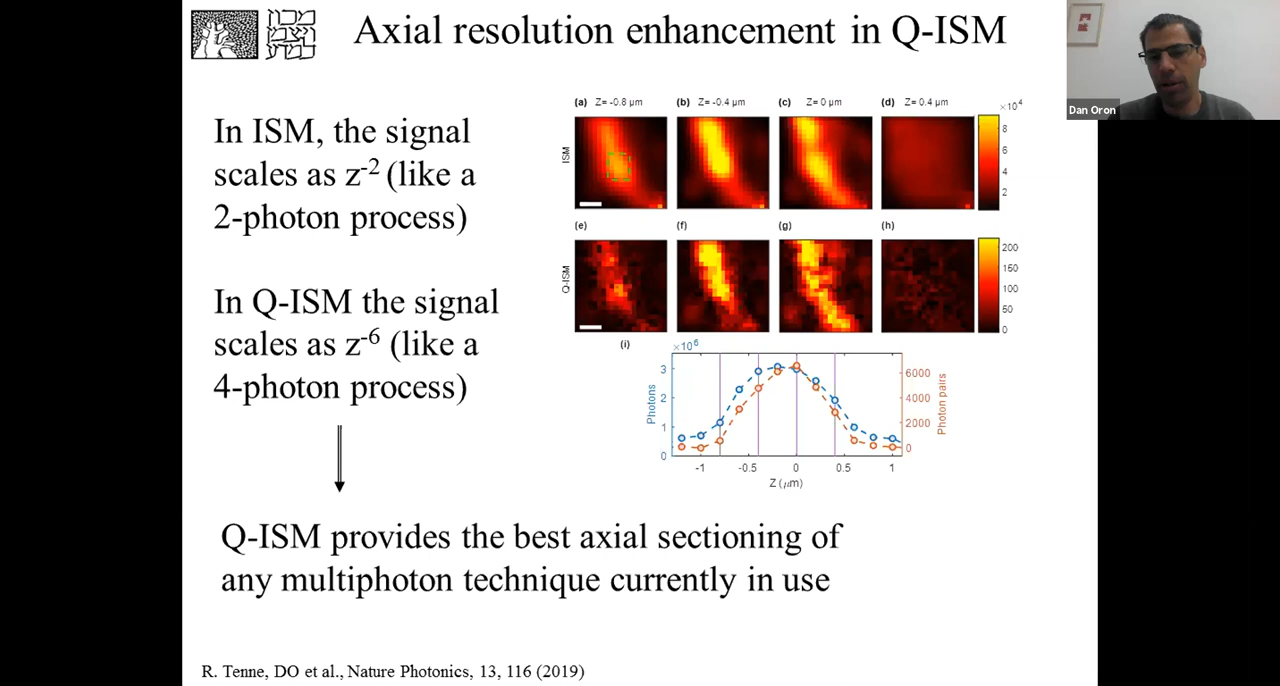 Axial resolution enhancement in Q-ISM
Dan Oron
In ISM, the signal
scales as z-2 (like a
2-photon process)
In Q-ISM the signal
scales as z-6 (like a
4-photon process)
(a) Z= -0.8 μm
(b) Z= -0.4 μm
(c) Z= 0 μm
(d) Z= 0.4 μm
×10^4
ISM
8
6
4
2
(e)
(f)
(g)
(h)
Q-ISM
200
150
100
50
0
(i)
×10^6
Photons
3
2
1
0
6000
4000
2000
0
Photon pairs
-1 -0.5 0 0.5 1
Z (μm)
Q-ISM provides the best axial sectioning of
any multiphoton technique currently in use
R. Tenne, DO et al., Nature Photonics, 13, 116 (2019)